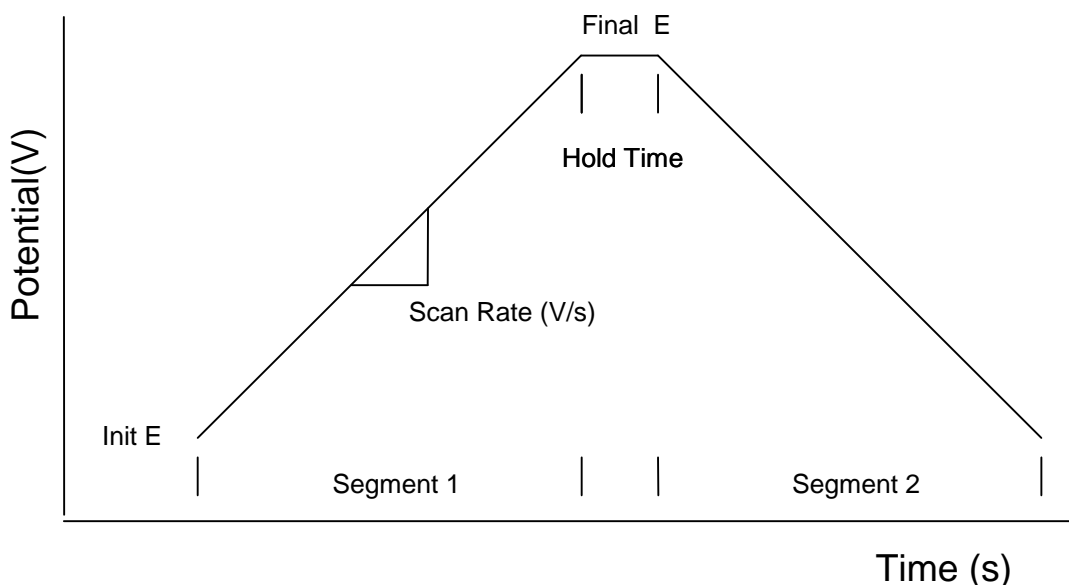 Final E
Hold Time
Potential(V)
Scan Rate (V/s)
Init E
Segment 1
Segment 2
Time (s)